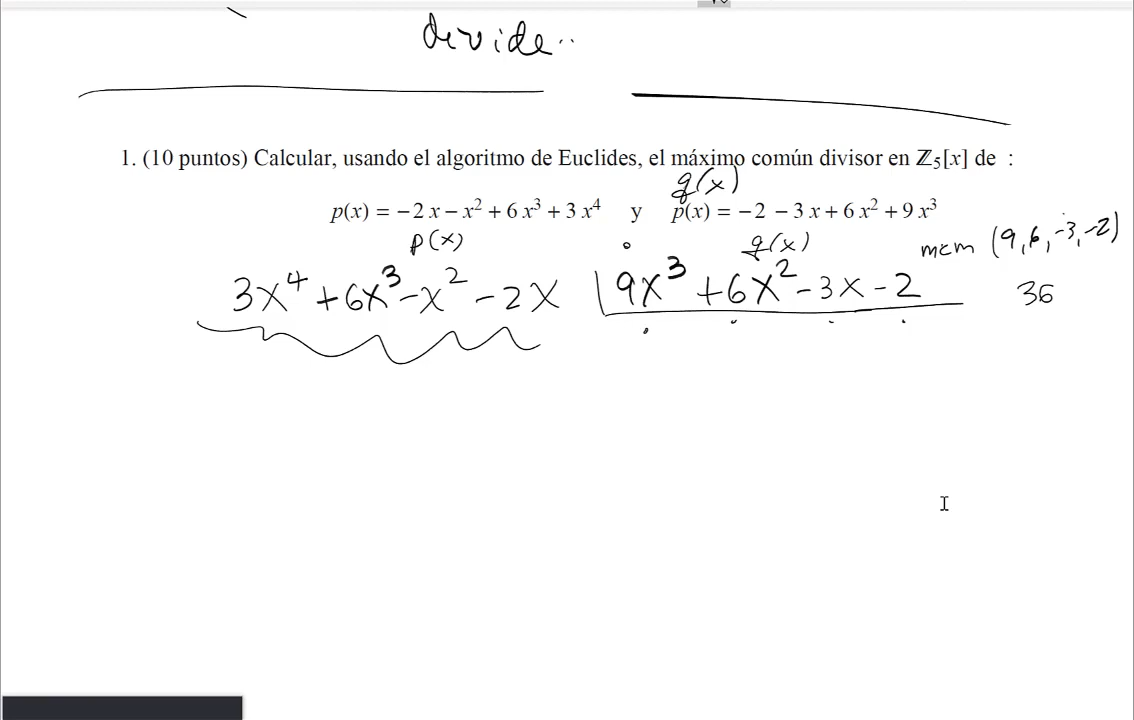 divide..
1. (10 puntos) Calcular, usando el algoritmo de Euclides, el máximo común divisor en ℤ₅[x] de :
q(x)
p(x) = −2 x − x² + 6 x³ + 3 x⁴ y p(x) = −2 − 3 x + 6 x² + 9 x³
p(x) q(x) mcm (9, 6, -3, -2)
3x⁴ + 6x³ - x² - 2x 9x³ + 6x² - 3x - 2 36